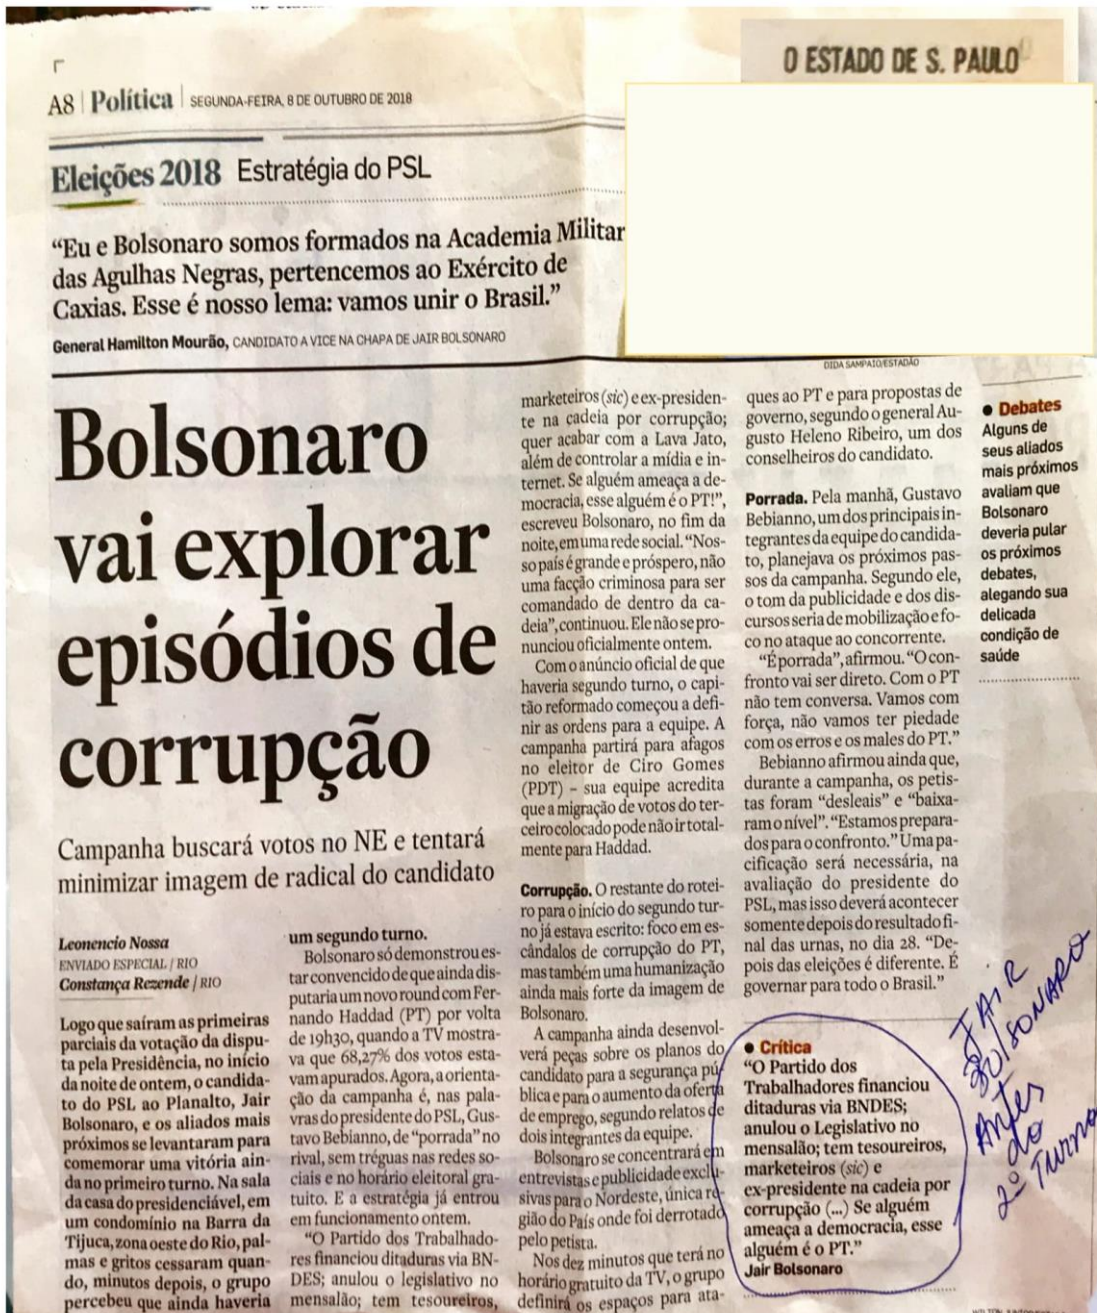 O ESTADO DE S. PAULO
A8 | Política | SEGUNDA-FEIRA, 8 DE OUTUBRO DE 2018
Eleições 2018 Estratégia do PSL
“Eu e Bolsonaro somos formados na Academia Militar
das Agulhas Negras, pertencemos ao Exército de
Caxias. Esse é nosso lema: vamos unir o Brasil.”
General Hamilton Mourão, CANDIDATO A VICE NA CHAPA DE JAIR BOLSONARO
DIDA SAMPAIO/ESTADÃO
Bolsonaro
vai explorar
episódios de
corrupção
Campanha buscará votos no NE e tentará
minimizar imagem de radical do candidato
Leonencio Nossa
ENVIADO ESPECIAL / RIO
Constança Rezende / RIO
Logo que saíram as primeiras
parciais da votação da dispu-
ta pela Presidência, no início
da noite de ontem, o candida-
to do PSL ao Planalto, Jair
Bolsonaro, e os aliados mais
próximos se levantaram para
comemorar uma vitória ain-
da no primeiro turno. Na sala
da casa do presidenciável, em
um condomínio na Barra da
Tijuca, zona oeste do Rio, pal-
mas e gritos cessaram quan-
do, minutos depois, o grupo
percebeu que ainda haveria
um segundo turno.
Bolsonaro só demonstrou es-
tar convencido de que ainda dis-
putaria um novo round com Fer-
nando Haddad (PT) por volta
de 19h30, quando a TV mostra-
va que 68,27% dos votos esta-
vam apurados. Agora, a orienta-
ção da campanha é, nas pala-
vras do presidente do PSL, Gus-
tavo Bebianno, de “porrada” no
rival, sem tréguas nas redes so-
ciais e no horário eleitoral gra-
tuito. E a estratégia já entrou
em funcionamento ontem.
“O Partido dos Trabalhado-
res financiou ditaduras via BN-
DES; anulou o legislativo no
mensalão; tem tesoureiros,
marketeiros (sic) e ex-presiden-
te na cadeia por corrupção;
quer acabar com a Lava Jato,
além de controlar a mídia e in-
ternet. Se alguém ameaça a de-
mocracia, esse alguém é o PT!”,
escreveu Bolsonaro, no fim da
noite, em uma rede social. “Nos-
so país é grande e próspero, não
uma facção criminosa para ser
comandado de dentro da ca-
deia”, continuou. Ele não se pro-
nunciou oficialmente ontem.
Com o anúncio oficial de que
haveria segundo turno, o capi-
tão reformado começou a defi-
nir as ordens para a equipe. A
campanha partirá para afagos
no eleitor de Ciro Gomes
(PDT) – sua equipe acredita
que a migração de votos do ter-
ceiro colocado pode não ir total-
mente para Haddad.
Corrupção. O restante do rotei-
ro para o início do segundo tur-
no já estava escrito: foco em es-
cândalos de corrupção do PT,
mas também uma humanização
ainda mais forte da imagem de
Bolsonaro.
A campanha ainda desenvol-
verá peças sobre os planos do
candidato para a segurança pú-
blica e para o aumento da oferta
de emprego, segundo relatos de
dois integrantes da equipe.
Bolsonaro se concentrará em
entrevistas e publicidade exclu-
sivas para o Nordeste, única re-
gião do País onde foi derrotado
pelo petista.
Nos dez minutos que terá no
horário gratuito da TV, o grupo
definirá os espaços para ata-
ques ao PT e para propostas de
governo, segundo o general Au-
gusto Heleno Ribeiro, um dos
conselheiros do candidato.
Porrada. Pela manhã, Gustavo
Bebianno, um dos principais in-
tegrantes da equipe do candida-
to, planejava os próximos pas-
sos da campanha. Segundo ele,
o tom da publicidade e dos dis-
cursos seria de mobilização e fo-
co no ataque ao concorrente.
“É porrada”, afirmou. “O con-
fronto vai ser direto. Com o PT
não tem conversa. Vamos com
força, não vamos ter piedade
com os erros e os males do PT.”
Bebianno afirmou ainda que,
durante a campanha, os petis-
tas foram “desleais” e “baixa-
ram o nível”. “Estamos prepara-
dos para o confronto.” Uma pa-
cificação será necessária, na
avaliação do presidente do
PSL, mas isso deverá acontecer
somente depois do resultado fi-
nal das urnas, no dia 28. “De-
pois das eleições é diferente. É
governar para todo o Brasil.”
● Crítica
“O Partido dos
Trabalhadores financiou
ditaduras via BNDES;
anulou o Legislativo no
mensalão; tem tesoureiros,
marketeiros (sic) e
ex-presidente na cadeia por
corrupção (...) Se alguém
ameaça a democracia, esse
alguém é o PT.”
Jair Bolsonaro
● Debates
Alguns de
seus aliados
mais próximos
avaliam que
Bolsonaro
deveria pular
os próximos
debates,
alegando sua
delicada
condição de
saúde
JAIR
BOLSONARO
Antes
do
2º TURNO